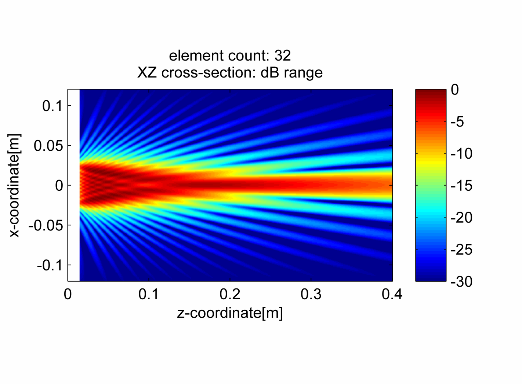 element count: 32
XZ cross-section: dB range
0.1
0.05
0
-0.05
-0.1
x-coordinate[m]
0 0.1 0.2 0.3 0.4
z-coordinate[m]
0
-5
-10
-15
-20
-25
-30